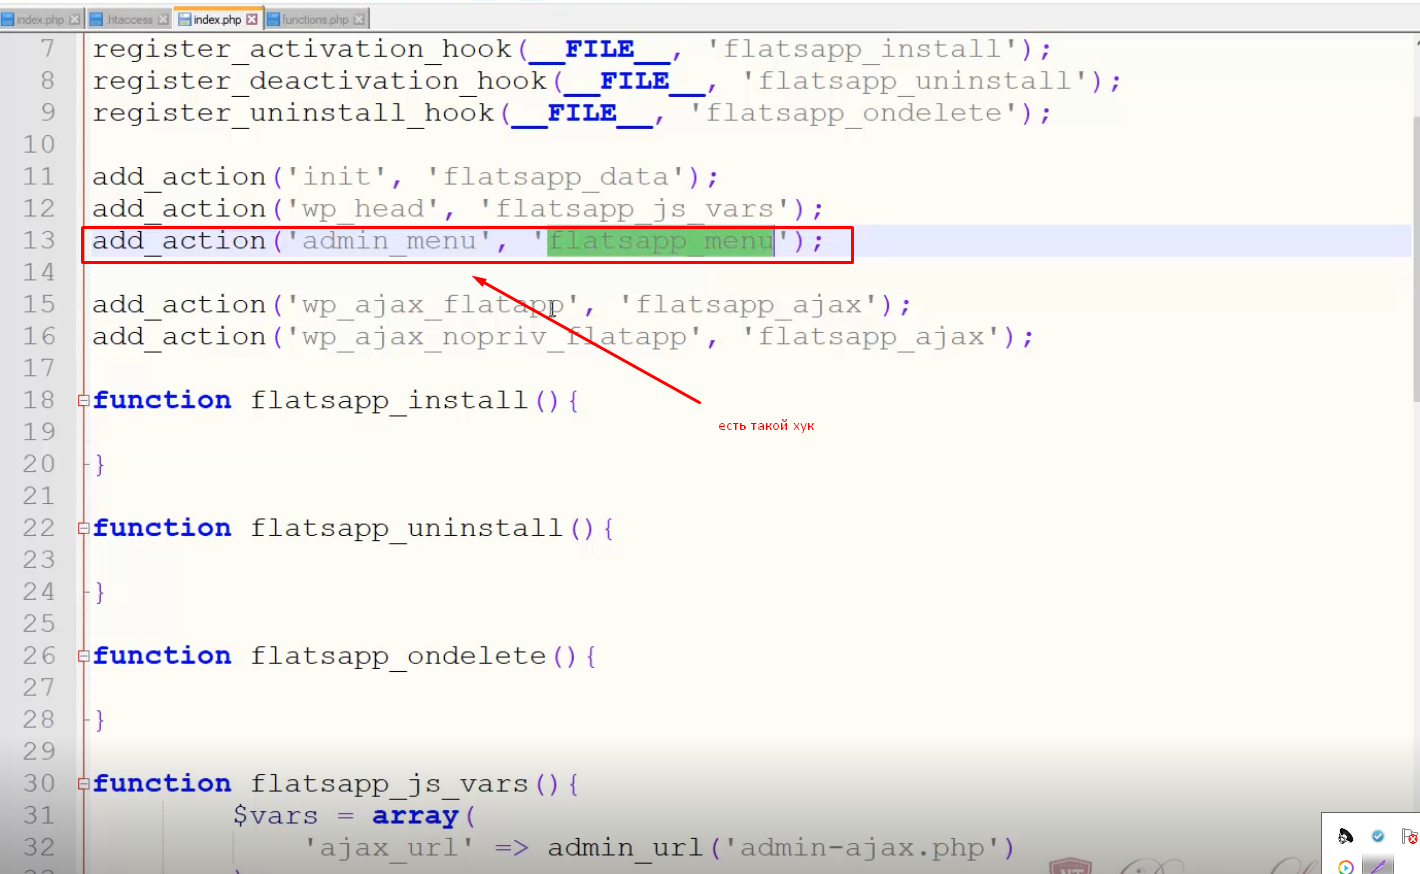 index.php .htaccess index.php functions.php
7 register_activation_hook(__FILE__, 'flatsapp_install');
8 register_deactivation_hook(__FILE__, 'flatsapp_uninstall');
9 register_uninstall_hook(__FILE__, 'flatsapp_ondelete');
10
11 add_action('init', 'flatsapp_data');
12 add_action('wp_head', 'flatsapp_js_vars');
13 add_action('admin_menu', 'flatsapp_menu');
14
15 add_action('wp_ajax_flatapp', 'flatsapp_ajax');
16 add_action('wp_ajax_nopriv_flatapp', 'flatsapp_ajax');
17
18 function flatsapp_install(){
есть такой хук
19
20 }
21
22 function flatsapp_uninstall(){
23
24 }
25
26 function flatsapp_ondelete(){
27
28 }
29
30 function flatsapp_js_vars(){
31 $vars = array(
32 'ajax_url' => admin_url('admin-ajax.php')